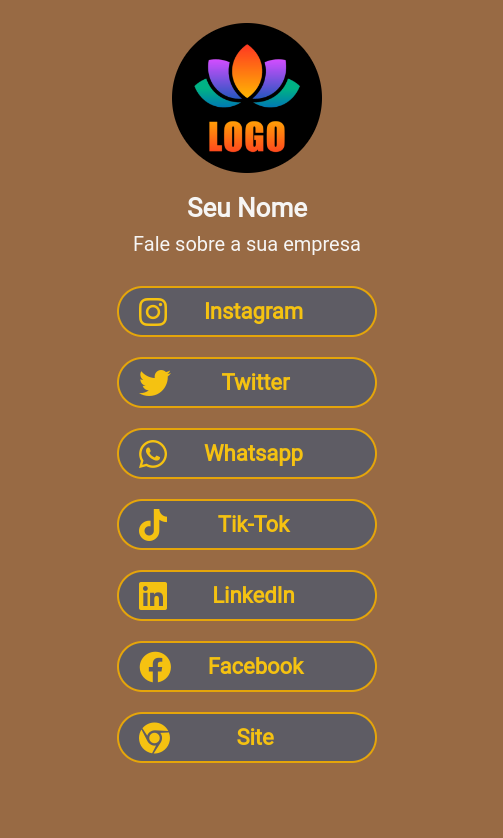 LOGO
Seu Nome
Fale sobre a sua empresa
Instagram
Twitter
Whatsapp
Tik-Tok
LinkedIn
Facebook
Site